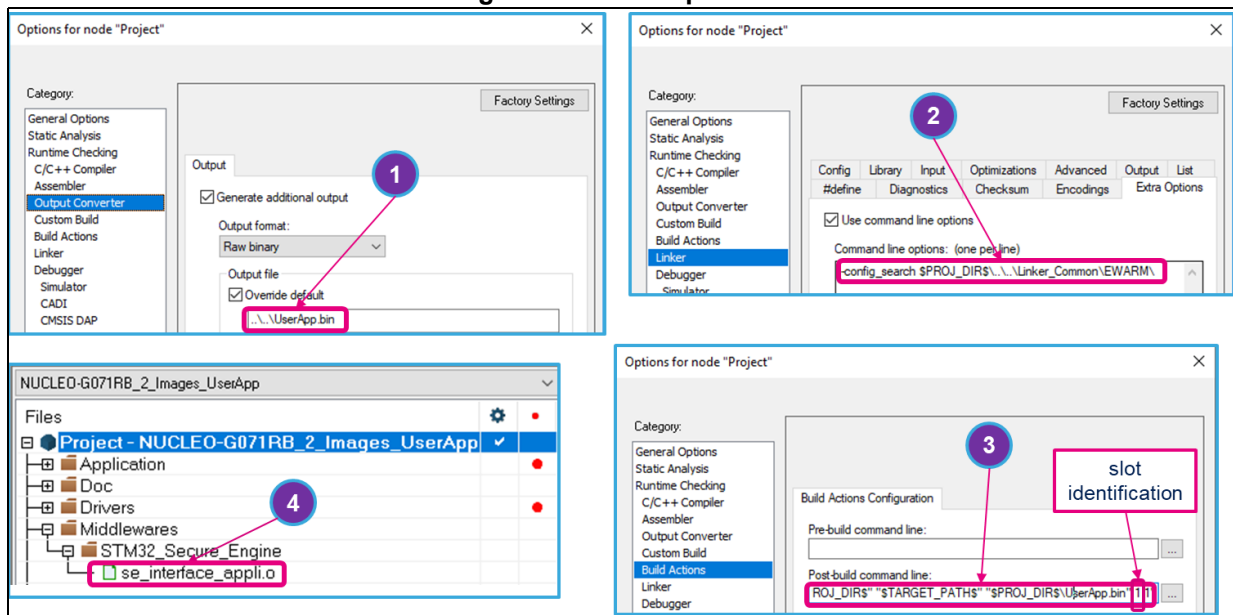 Options for node "Project"
Category:
General Options
Static Analysis
Runtime Checking
C/C++ Compiler
Assembler
Output Converter
Custom Build
Build Actions
Linker
Debugger
Simulator
CADI
CMSIS DAP
Factory Settings
Output
1
Generate additional output
Output format:
Raw binary
Output file
Override default
..\..\UserApp.bin
Options for node "Project"
Category:
General Options
Static Analysis
Runtime Checking
C/C++ Compiler
Assembler
Output Converter
Custom Build
Build Actions
Linker
Debugger
Simulator
Factory Settings
2
Config Library Input Optimizations Advanced Output List
#define Diagnostics Checksum Encodings Extra Options
Use command line options
Command line options: (one per line)
-config_search $PROJ_DIR$\..\..\Linker_Common\EWARM\
NUCLEO-G071RB_2_Images_UserApp
Files
Project - NUCLEO-G071RB_2_Images_UserApp
Application
Doc
Drivers
Middlewares
STM32_Secure_Engine
se_interface_appli.o
4
Options for node "Project"
Category:
General Options
Static Analysis
Runtime Checking
C/C++ Compiler
Assembler
Output Converter
Custom Build
Build Actions
Linker
Debugger
3
slot
identification
Build Actions Configuration
Pre-build command line:
...
Post-build command line:
ROJ_DIR$" "$TARGET_PATH$" "$PROJ_DIR$\UserApp.bin" 1 1"
...